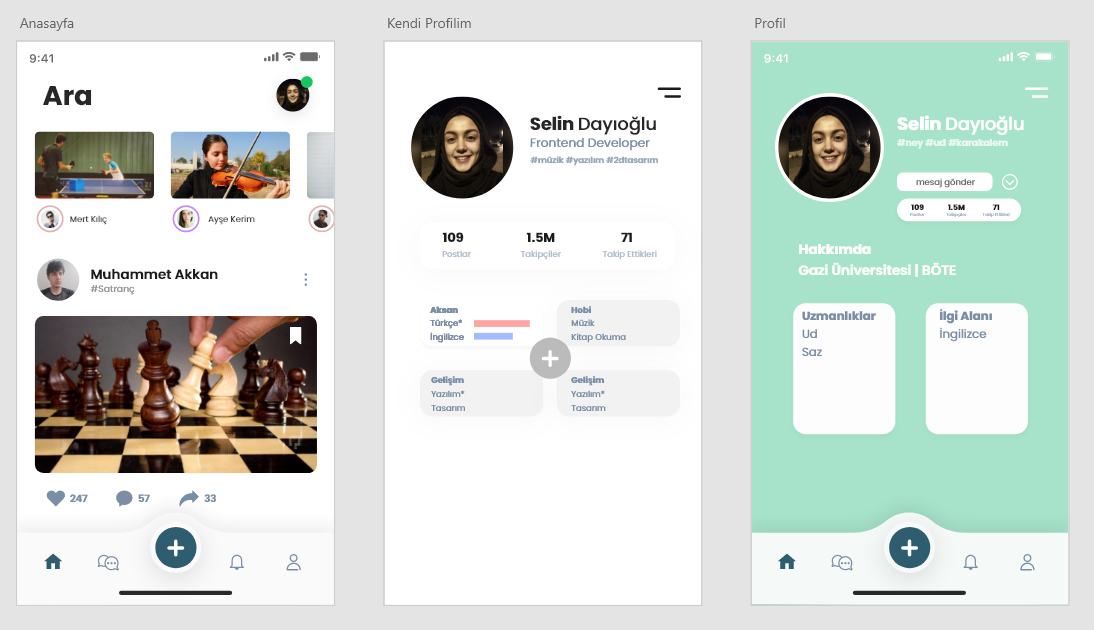 Anasayfa
9:41
Ara
Mert Kılıç
Ayşe Kerim
Muhammet Akkan
#Satranç
247
57
33
Kendi Profilim
Selin Dayıoğlu
Frontend Developer
#müzik #yazılım #2dtasarım
109 1.5M 71
Postlar Takipçiler Takip Ettikleri
Aksan
Türkçe*
İngilizce
Hobi
Müzik
Kitap Okuma
Gelişim
Yazılım*
Tasarım
Gelişim
Yazılım*
Tasarım
Profil
9:41
Selin Dayıoğlu
#ney #ud #karakalem
mesaj gönder
109 1.5M 71
Postlar Takipçiler Takip Ettikleri
Hakkımda
Gazi Üniversitesi | BÖTE
Uzmanlıklar
Ud
Saz
İlgi Alanı
İngilizce